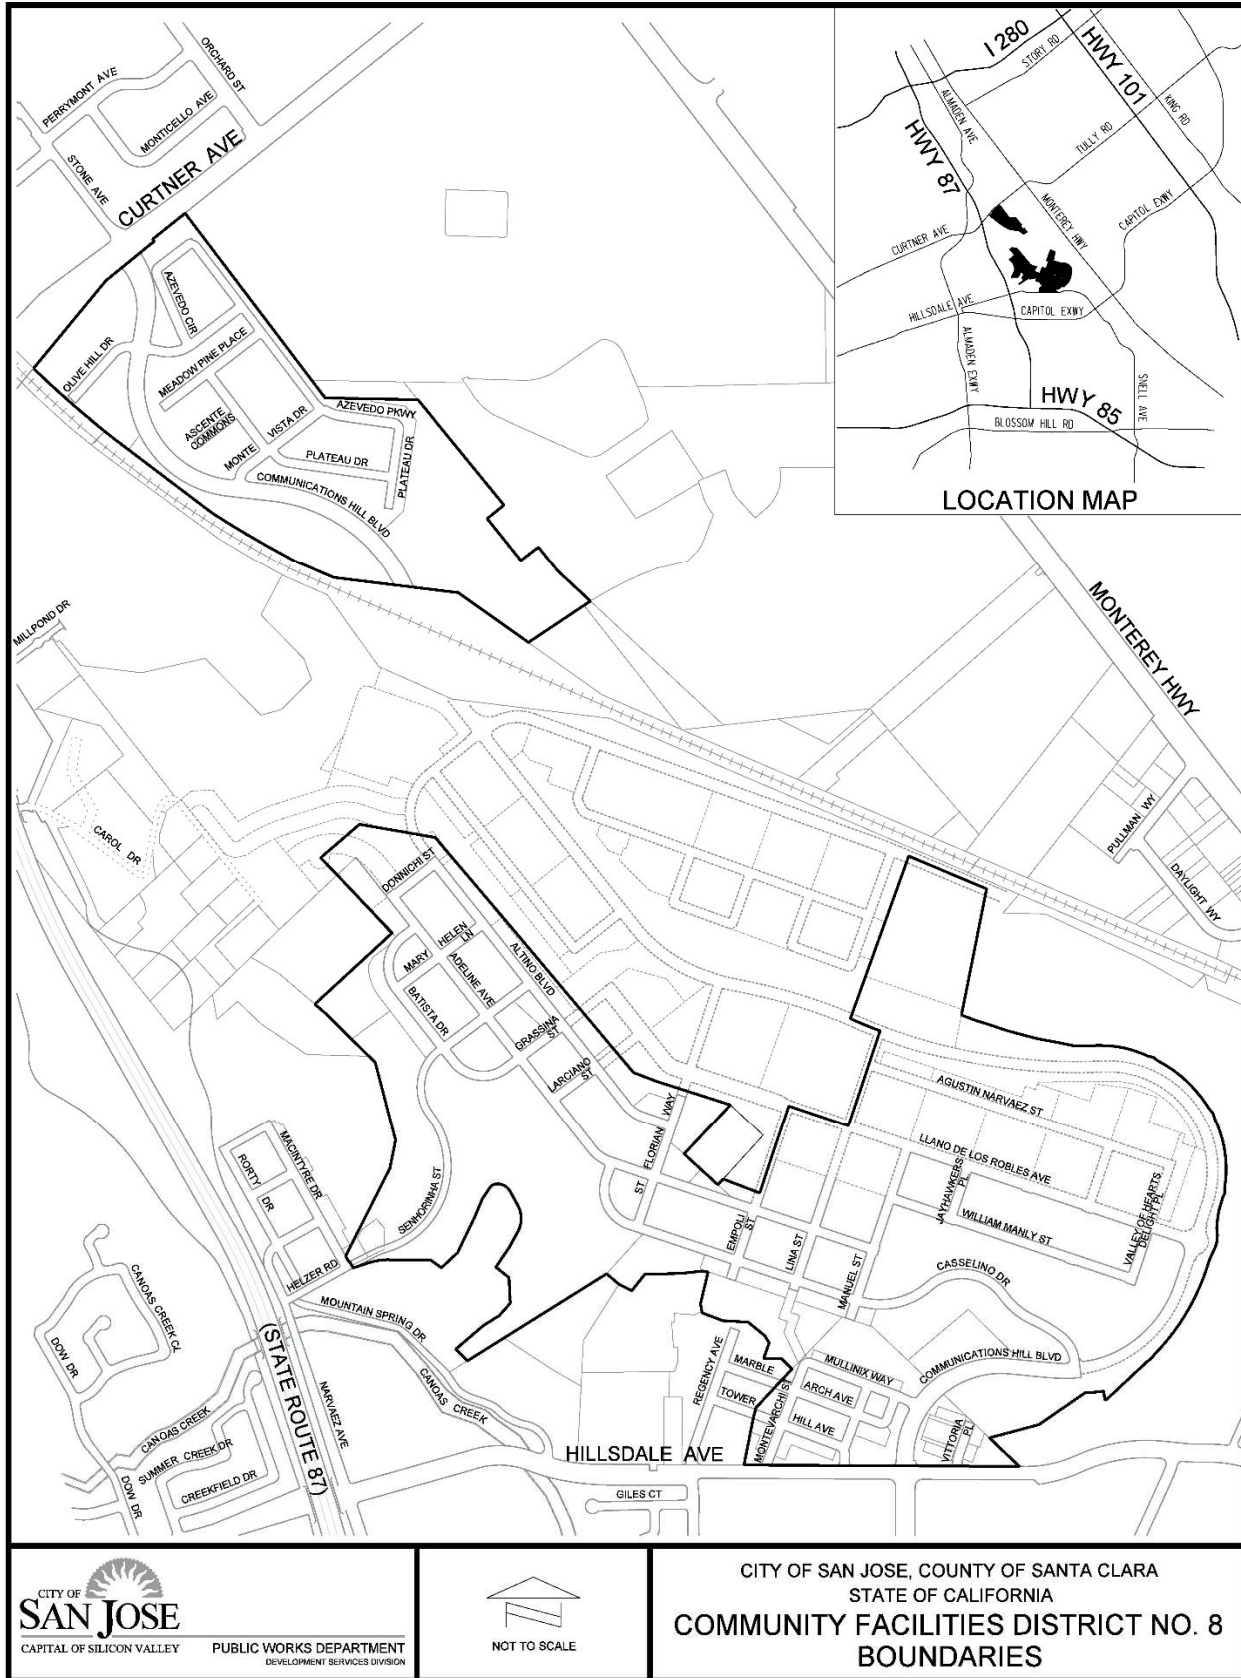 ORCHARD ST
PERRYMONT AVE
MONTICELLO AVE
STONE AVE
CURTNER AVE
AZEVEDO CIR
OLIVE HILL DR
MEADOW PINE PLACE
ASCENTE
COMMONS
MONTE
VISTA DR
AZEVEDO PKWY
PLATEAU DR
PLATEAU DR
COMMUNICATIONS HILL BLVD
I 280
STORY RD
HWY 101
KING RD
ALMADEN AVE
HWY 87
TULLY RD
MONTEREY HWY
CAPITOL EXWY
CURTNER AVE
HILLSDALE AVE
CAPITOL EXWY
ALMADEN EXWY
SNELL AVE
HWY 85
BLOSSOM HILL RD
LOCATION MAP
MONTEREY HWY
MILLPOND DR
CAROL DR
PULLMAN WY
DAYLIGHT WY
DONNICHI ST
HELEN
LN
MARY
ADELINE AVE
ALTINO BLVD
BATISTA DR
GRASSINA
ST
LARCIANO
ST
AGUSTIN NARVAEZ ST
FLORIAN WAY
ST
LLANO DE LOS ROBLES AVE
JAYHAWKERS
PL
WILLIAM MANLY ST
VALLEY OF HEARTS
DELIGHT PL
MACINTYRE DR
RORTY
DR
SENHORINHA ST
EMPOLI
ST
LINA ST
MANUEL ST
CASSELINO DR
HELZER RD
CANOAS CREEK CL
MOUNTAIN SPRING DR
DOW DR
(STATE ROUTE 87)
NARVAEZ AVE
CANOAS CREEK
REGENCY AVE
MARBLE
MULLINIX WAY
COMMUNICATIONS HILL BLVD
TOWER
ARCH AVE
MONTEVARCHI ST
HILL AVE
VITTORIA
PL
CANOAS CREEK
SUMMER CREEK DR
CREEKFIELD DR
DOW DR
HILLSDALE AVE
GILES CT
CITY OF
SAN JOSE
CAPITAL OF SILICON VALLEY
PUBLIC WORKS DEPARTMENT
DEVELOPMENT SERVICES DIVISION
N
NOT TO SCALE
CITY OF SAN JOSE, COUNTY OF SANTA CLARA
STATE OF CALIFORNIA
COMMUNITY FACILITIES DISTRICT NO. 8
BOUNDARIES